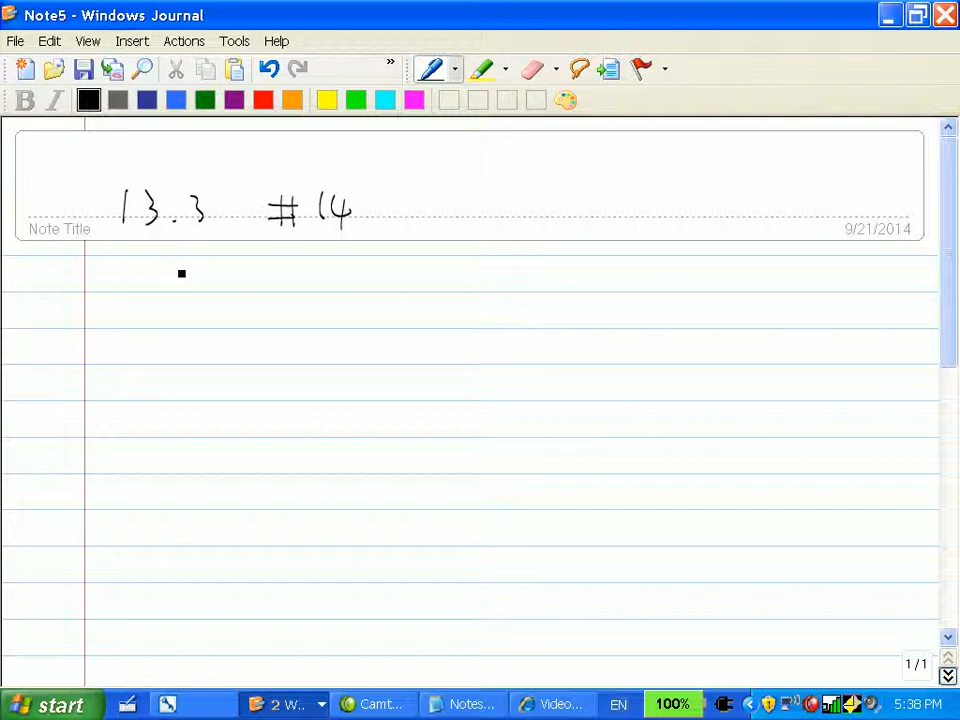 Note5 - Windows Journal
File Edit View Insert Actions Tools Help
»
B I
13.3 #14
Note Title 9/21/2014
1/1
start 2 W.. Camt... Notes... Video... EN 100% 5:38 PM